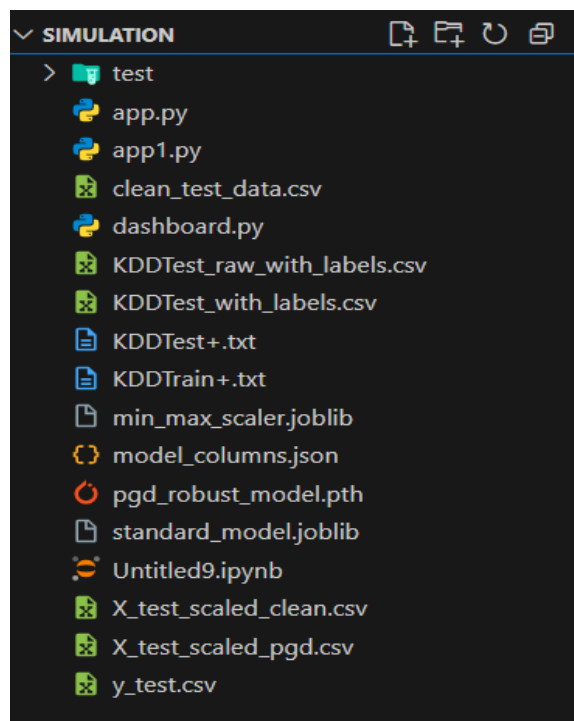 SIMULATION
test
app.py
app1.py
clean_test_data.csv
dashboard.py
KDDTest_raw_with_labels.csv
KDDTest_with_labels.csv
KDDTest+.txt
KDDTrain+.txt
min_max_scaler.joblib
model_columns.json
pgd_robust_model.pth
standard_model.joblib
Untitled9.ipynb
X_test_scaled_clean.csv
X_test_scaled_pgd.csv
y_test.csv